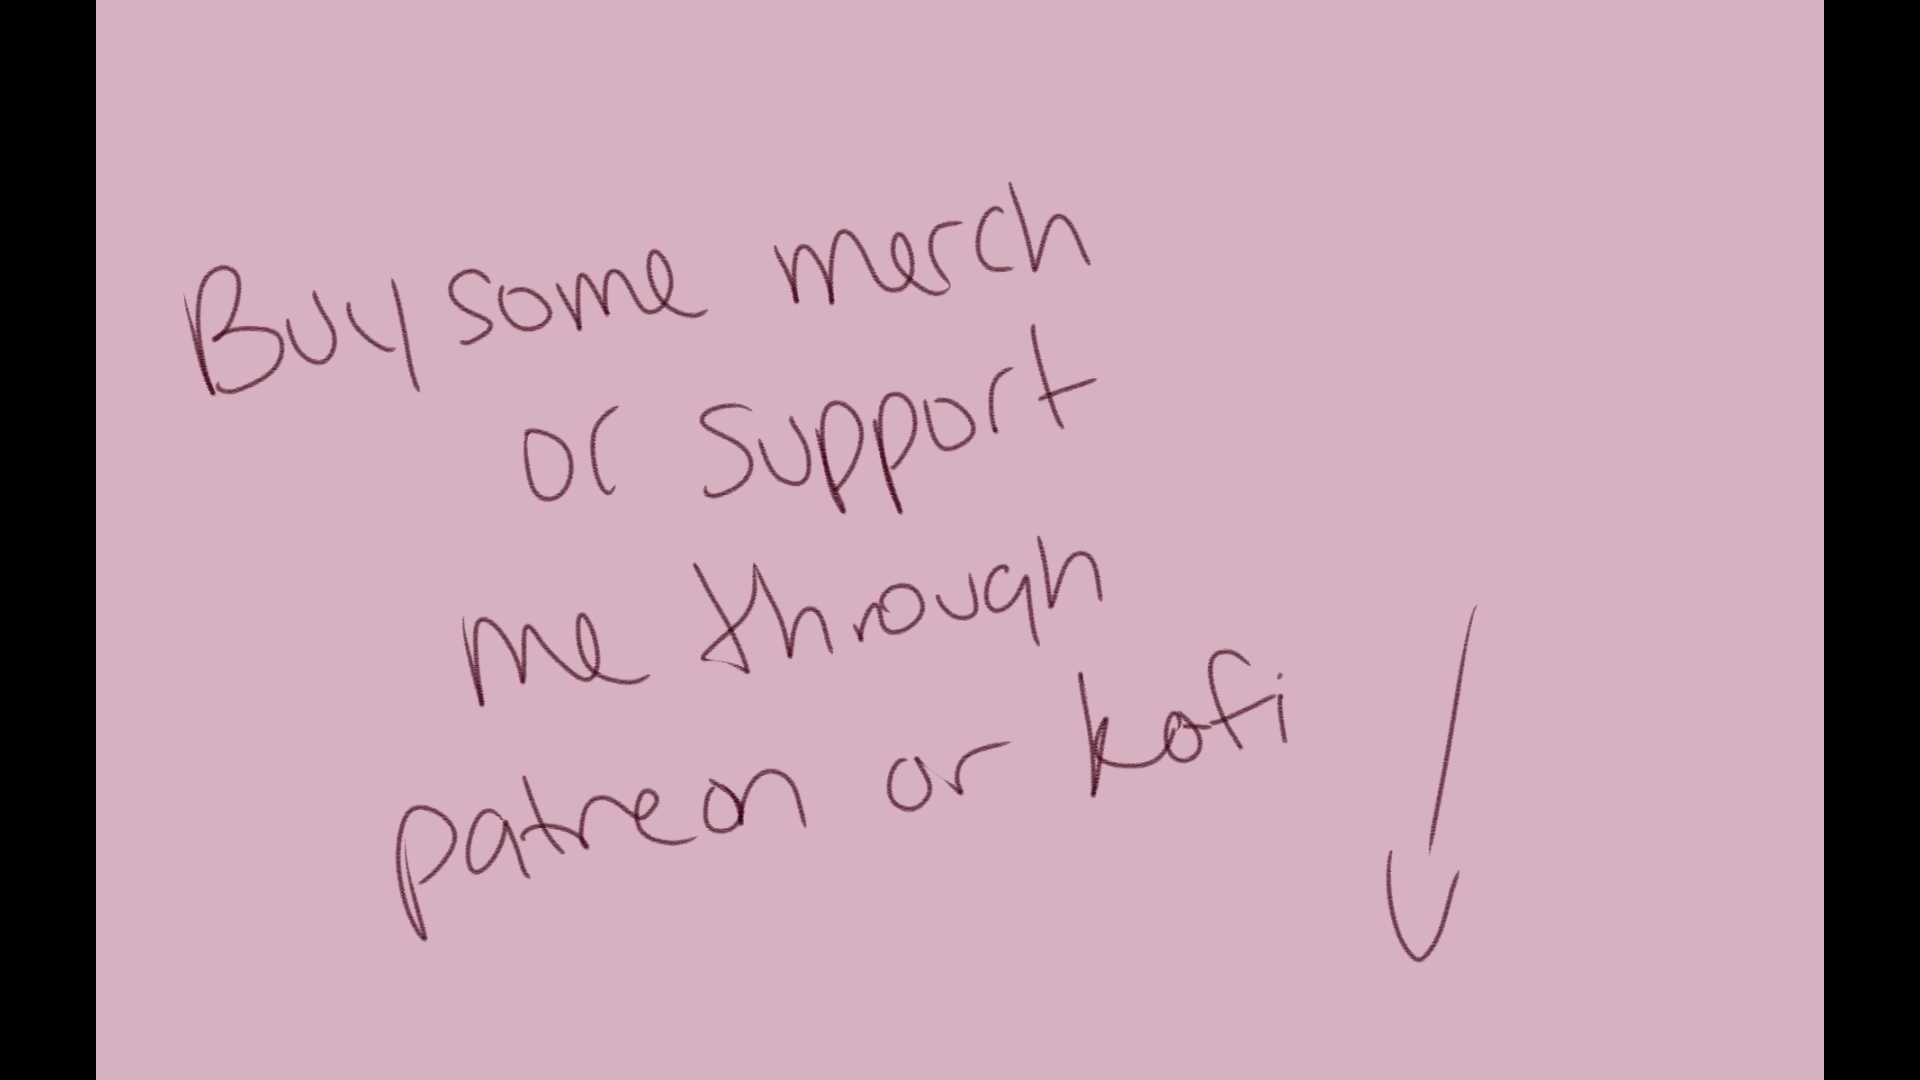 Buy some merch
or support
me through
patreon or kofi